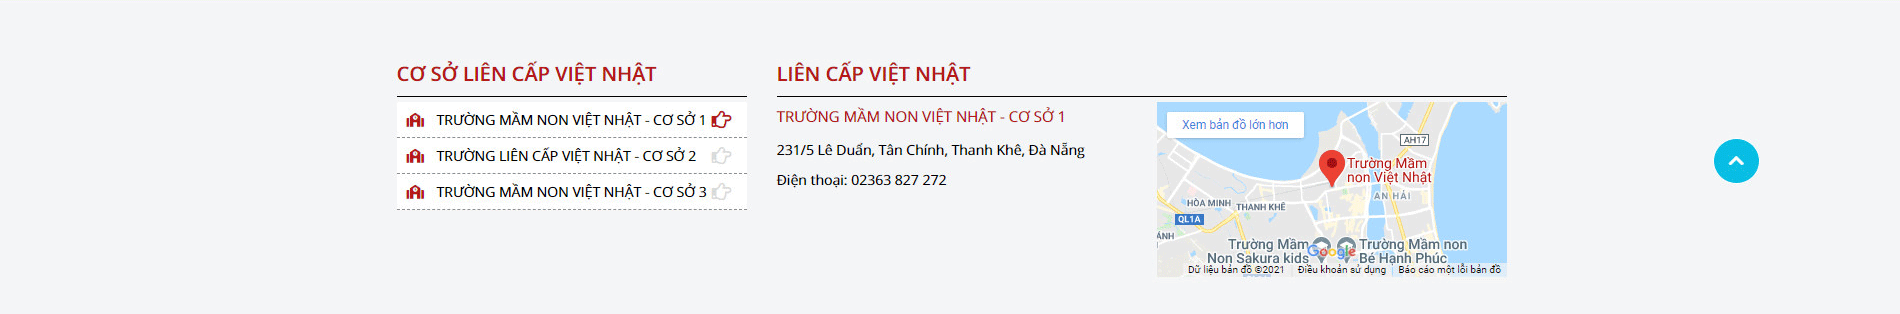 CƠ SỞ LIÊN CẤP VIỆT NHẬT
TRƯỜNG MẦM NON VIỆT NHẬT - CƠ SỞ 1
TRƯỜNG LIÊN CẤP VIỆT NHẬT - CƠ SỞ 2
TRƯỜNG MẦM NON VIỆT NHẬT - CƠ SỞ 3
LIÊN CẤP VIỆT NHẬT
TRƯỜNG MẦM NON VIỆT NHẬT - CƠ SỞ 1
231/5 Lê Duẩn, Tân Chính, Thanh Khê, Đà Nẵng
Điện thoại: 02363 827 272
Xem bản đồ lớn hơn
AH17
Trường Mầm
non Việt Nhật
AN HẢI
HÒA MINH
THANH KHÊ
QL1A
ÁNH
Trường Mầm
Non Sakura kids
Google
Trường Mầm non
Bé Hạnh Phúc
Dữ liệu bản đồ ©2021
Điều khoản sử dụng
Báo cáo một lỗi bản đồ